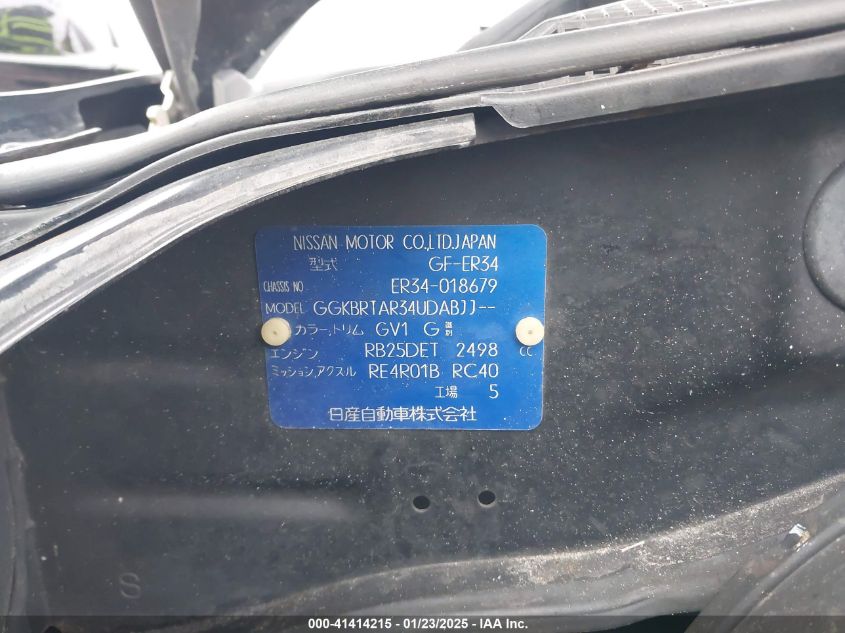 NISSAN MOTOR CO.,LTD.JAPAN
型式 GF-ER34
CHASSIS NO ER34-018679
MODEL GGKBRTAR34UDABJJ--
カラー,トリム GV1 G 識別
エンジン RB25DET 2498 CC
ミッション,アクスル RE4R01B RC40
工場 5
日産自動車株式会社
S
000-41414215 - 01/23/2025 - IAA Inc.